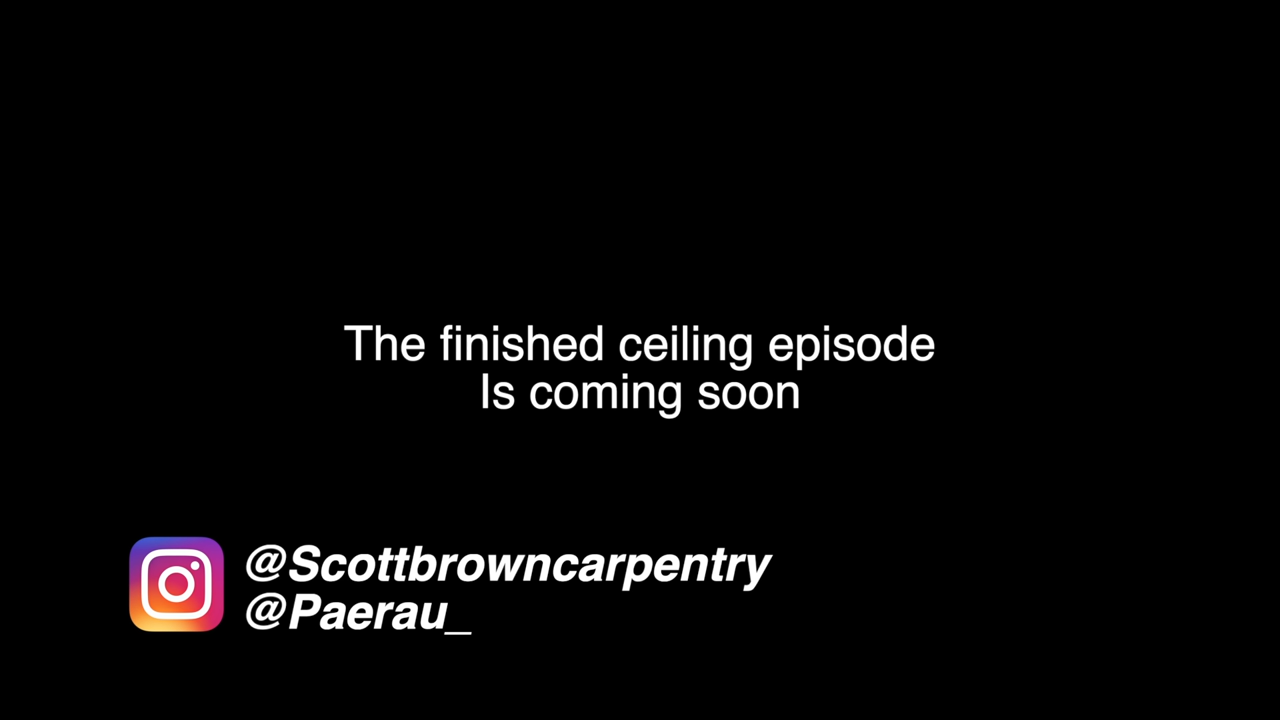 The finished ceiling episode
Is coming soon
@Scottbrowncarpentry
@Paerau_